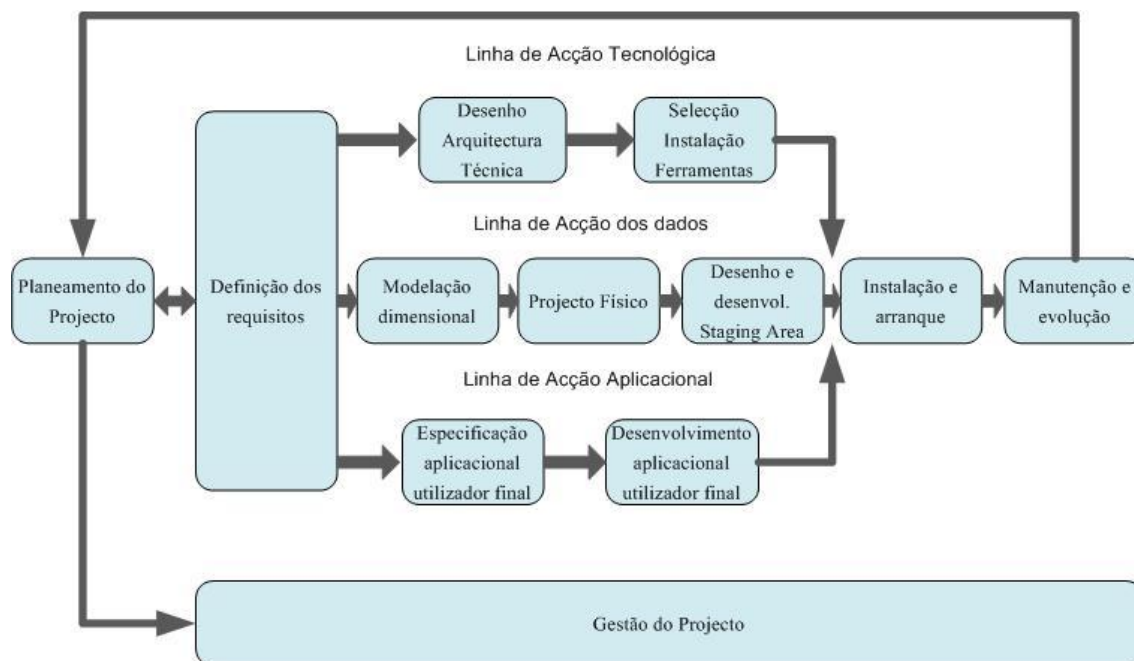 Linha de Acção Tecnológica
Desenho
Arquitectura
Técnica
Selecção
Instalação
Ferramentas
Linha de Acção dos dados
Planeamento do
Projecto
Definição dos
requisitos
Modelação
dimensional
Projecto Físico
Desenho e
desenvol.
Staging Area
Instalação e
arranque
Manutenção e
evolução
Linha de Acção Aplicacional
Especificação
aplicacional
utilizador final
Desenvolvimento
aplicacional
utilizador final
Gestão do Projecto